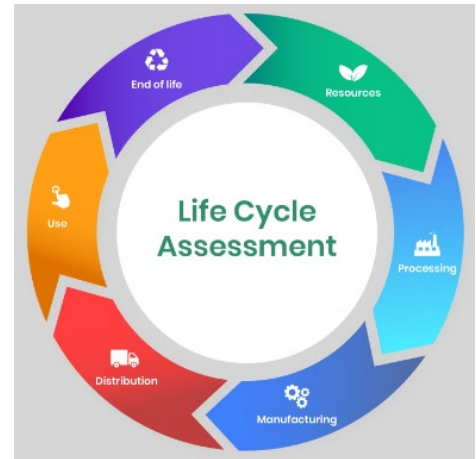 Life Cycle
Assessment
Resources
Processing
Manufacturing
Distribution
Use
End of life